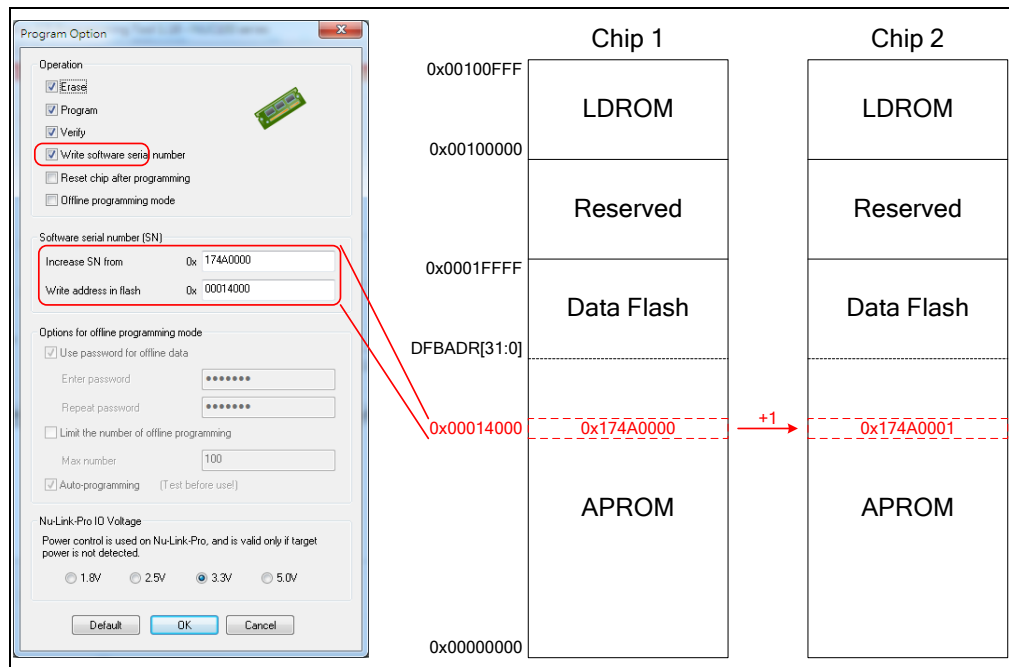 Program Option
Operation
Erase
Program
Verify
Write software serial number
Reset chip after programming
Offline programming mode
Software serial number (SN)
Increase SN from 0x 174A0000
Write address in flash 0x 00014000
Options for offline programming mode
Use password for offline data
Enter password
Repeat password
Limit the number of offline programming
Max number 100
Auto-programming (Test before use!)
Nu-Link-Pro IO Voltage
Power control is used on Nu-Link-Pro, and is valid only if target
power is not detected.
1.8V 2.5V 3.3V 5.0V
Default OK Cancel
Chip 1 Chip 2
0x00100FFF
LDROM LDROM
0x00100000
Reserved Reserved
0x0001FFFF
Data Flash Data Flash
DFBADR[31:0]
0x00014000 0x174A0000 +1 0x174A0001
APROM APROM
0x00000000